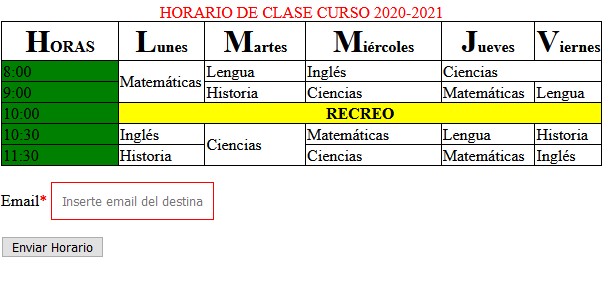 HORARIO DE CLASE CURSO 2020-2021
HORAS Lunes Martes Miércoles Jueves Viernes
8:00 Matemáticas Lengua Inglés Ciencias
9:00 Historia Ciencias Matemáticas Lengua
10:00 RECREO
10:30 Inglés Ciencias Matemáticas Lengua Historia
11:30 Historia Ciencias Matemáticas Inglés
Email* Inserte email del destina
Enviar Horario